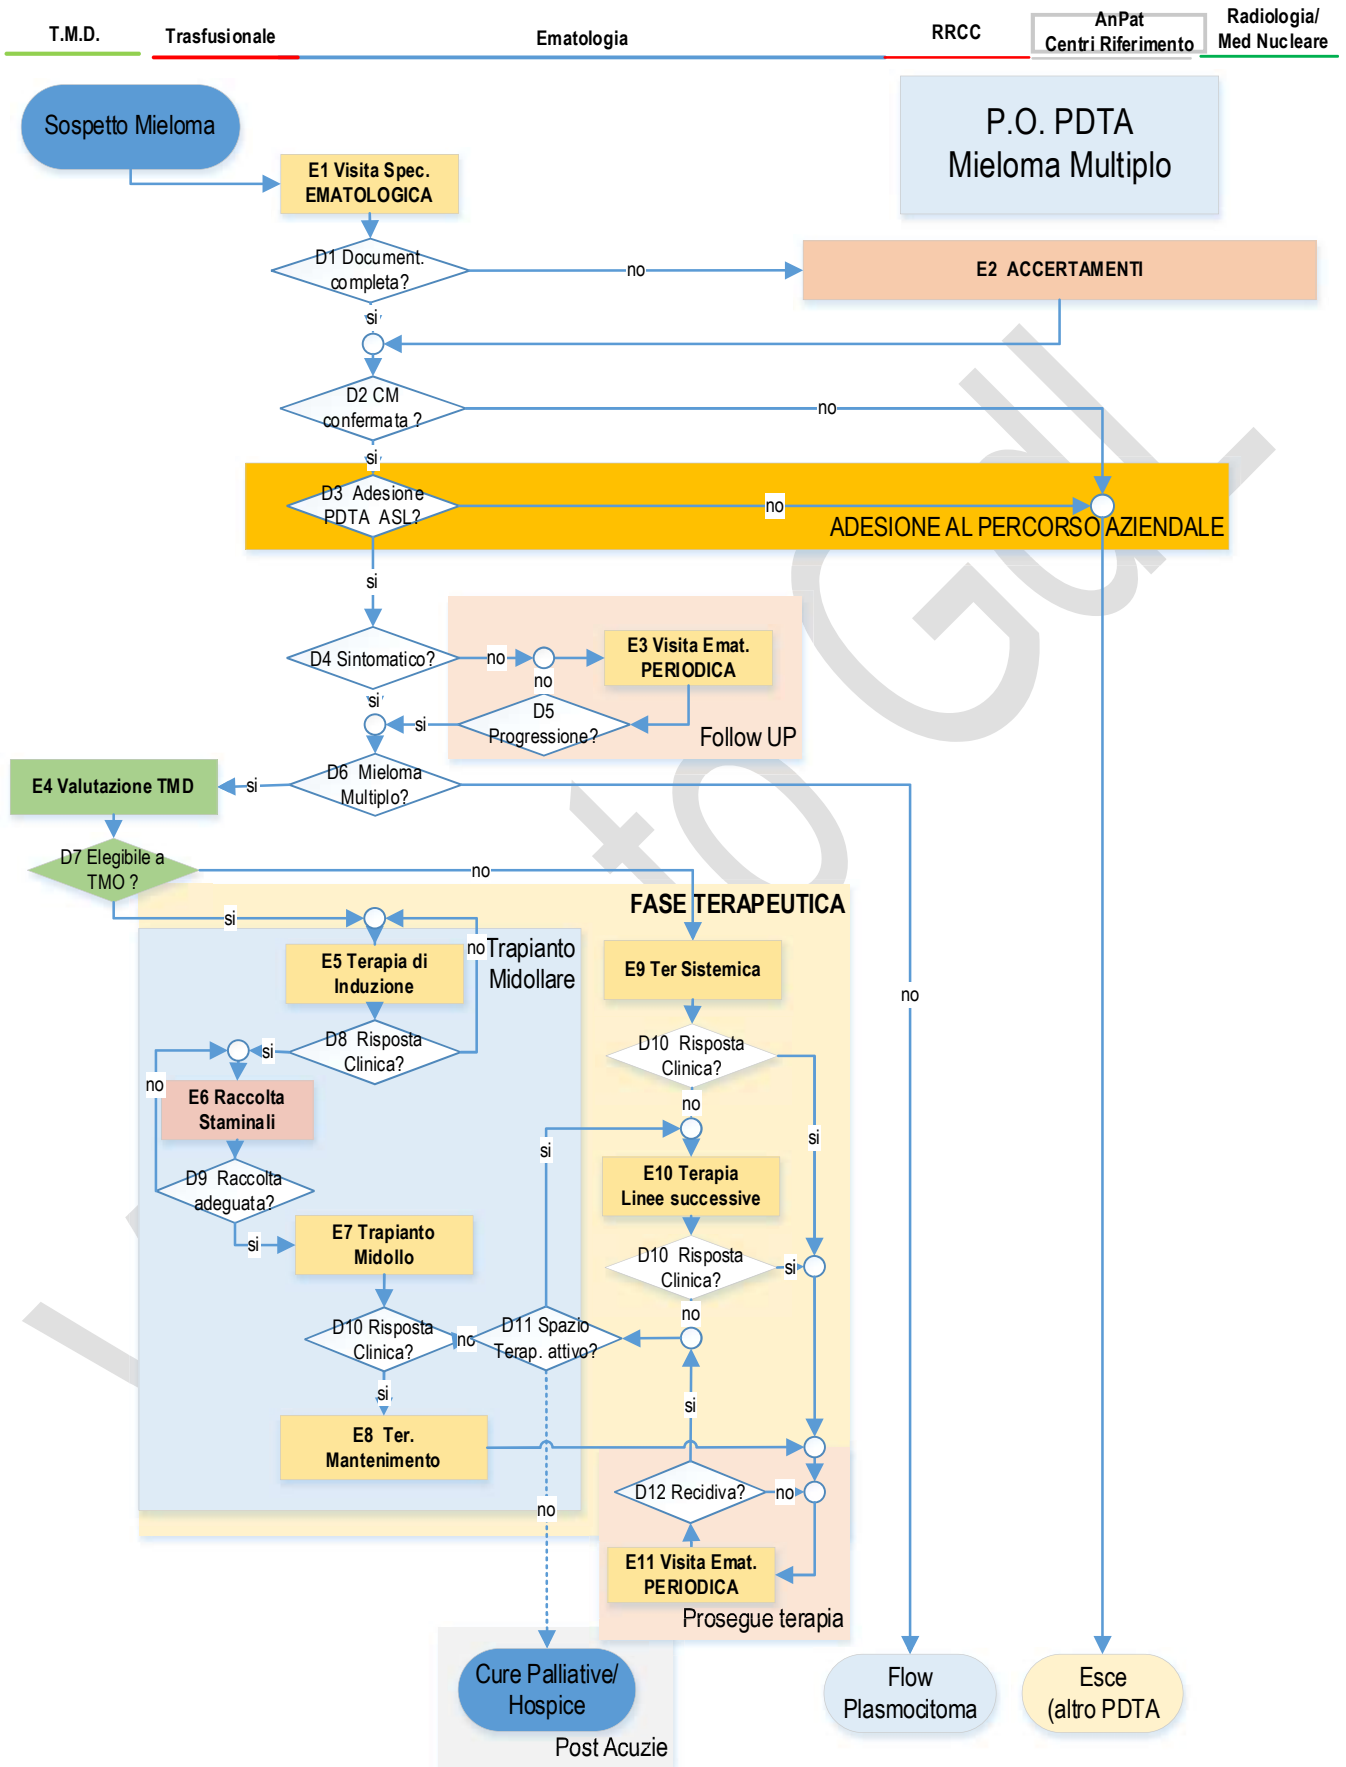 T.M.D.
Trasfusionale
Ematologia
RRCC
AnPat
Centri Riferimento
Radiologia/
Med Nucleare
Sospetto Mieloma
P.O. PDTA
Mieloma Multiplo
E1 Visita Spec.
EMATOLOGICA
D1 Document.
completa?
no
E2 ACCERTAMENTI
si
D2 CM
confermata ?
no
si
D3 Adesione
PDTA ASL?
no
ADESIONE AL PERCORSO AZIENDALE
si
D4 Sintomatico?
no
E3 Visita Emat.
PERIODICA
no
D5
Progressione?
si
si
Follow UP
D6 Mieloma
Multiplo?
si
E4 Valutazione TMD
D7 Elegibile a
TMO ?
no
si
FASE TERAPEUTICA
no
Trapianto
Midollare
E5 Terapia di
Induzione
E9 Ter Sistemica
no
D8 Risposta
Clinica?
si
D10 Risposta
Clinica?
no
E6 Raccolta
Staminali
no
si
si
D9 Raccolta
adeguata?
E10 Terapia
Linee successive
E7 Trapianto
Midollo
si
D10 Risposta
Clinica?
si
no
D10 Risposta
Clinica?
no
D11 Spazio
Terap. attivo?
si
si
E8 Ter.
Mantenimento
D12 Recidiva?
no
no
E11 Visita Emat.
PERIODICA
Prosegue terapia
Cure Palliative/
Hospice
Post Acuzie
Flow
Plasmocitoma
Esce
(altro PDTA